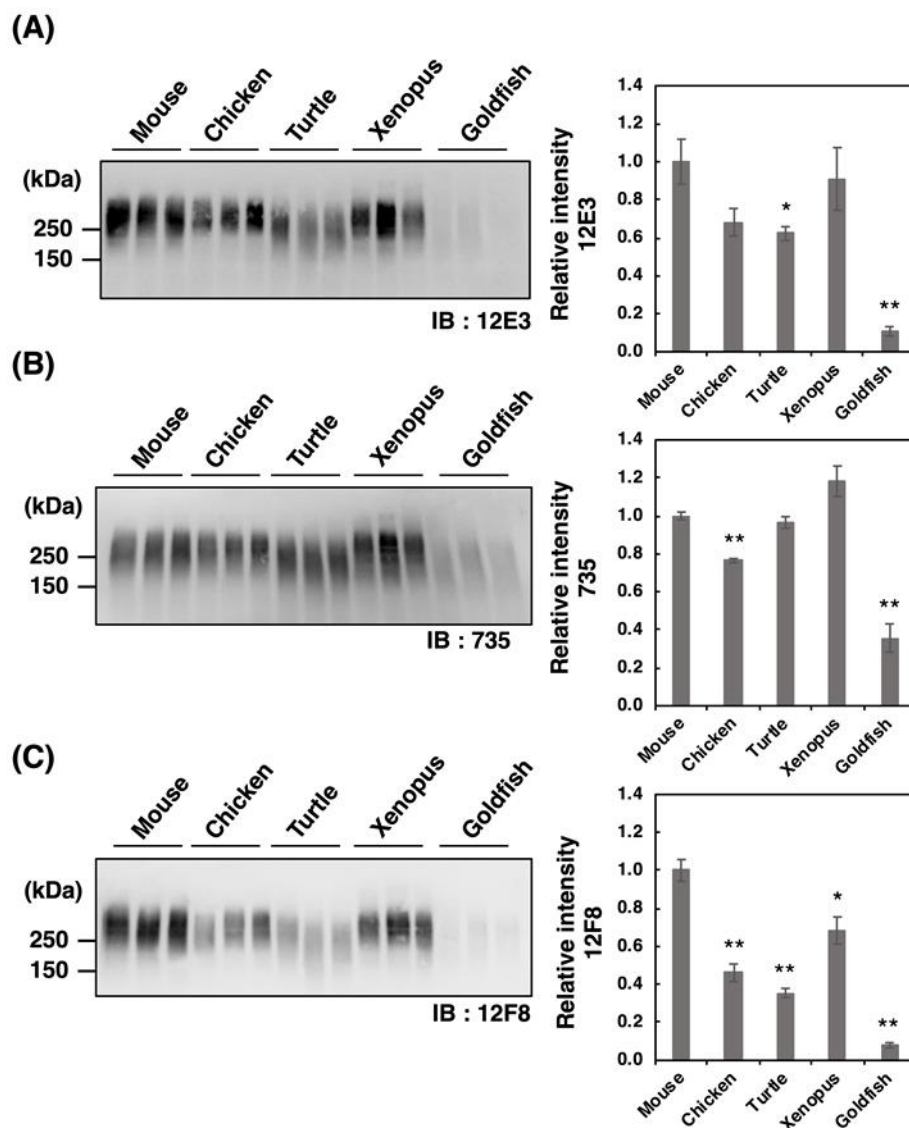 (A)
Mouse
Chicken
Turtle
Xenopus
Goldfish
(kDa)
250
150
IB : 12E3
Relative intensity
12E3
1.4
1.2
1.0
0.8
0.6
0.4
0.2
0.0
*
**
Mouse
Chicken
Turtle
Xenopus
Goldfish
(B)
Mouse
Chicken
Turtle
Xenopus
Goldfish
(kDa)
250
150
IB : 735
Relative intensity
735
1.4
1.2
1.0
0.8
0.6
0.4
0.2
0.0
**
**
Mouse
Chicken
Turtle
Xenopus
Goldfish
(C)
Mouse
Chicken
Turtle
Xenopus
Goldfish
(kDa)
250
150
IB : 12F8
Relative intensity
12F8
1.4
1.2
1.0
0.8
0.6
0.4
0.2
0.0
**
**
*
**
Mouse
Chicken
Turtle
Xenopus
Goldfish